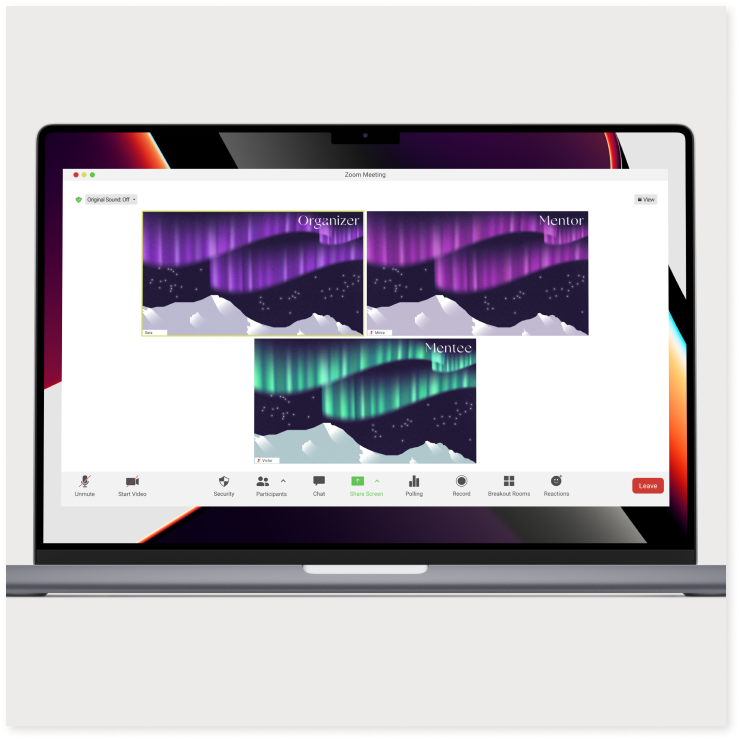 Zoom Meeting
Original Sound: Off
View
Organizer
Mentor
Mentee
Victor
Unmute
Start Video
Security
Participants
Chat
Share Screen
Polling
Record
Breakout Rooms
Reactions
Leave